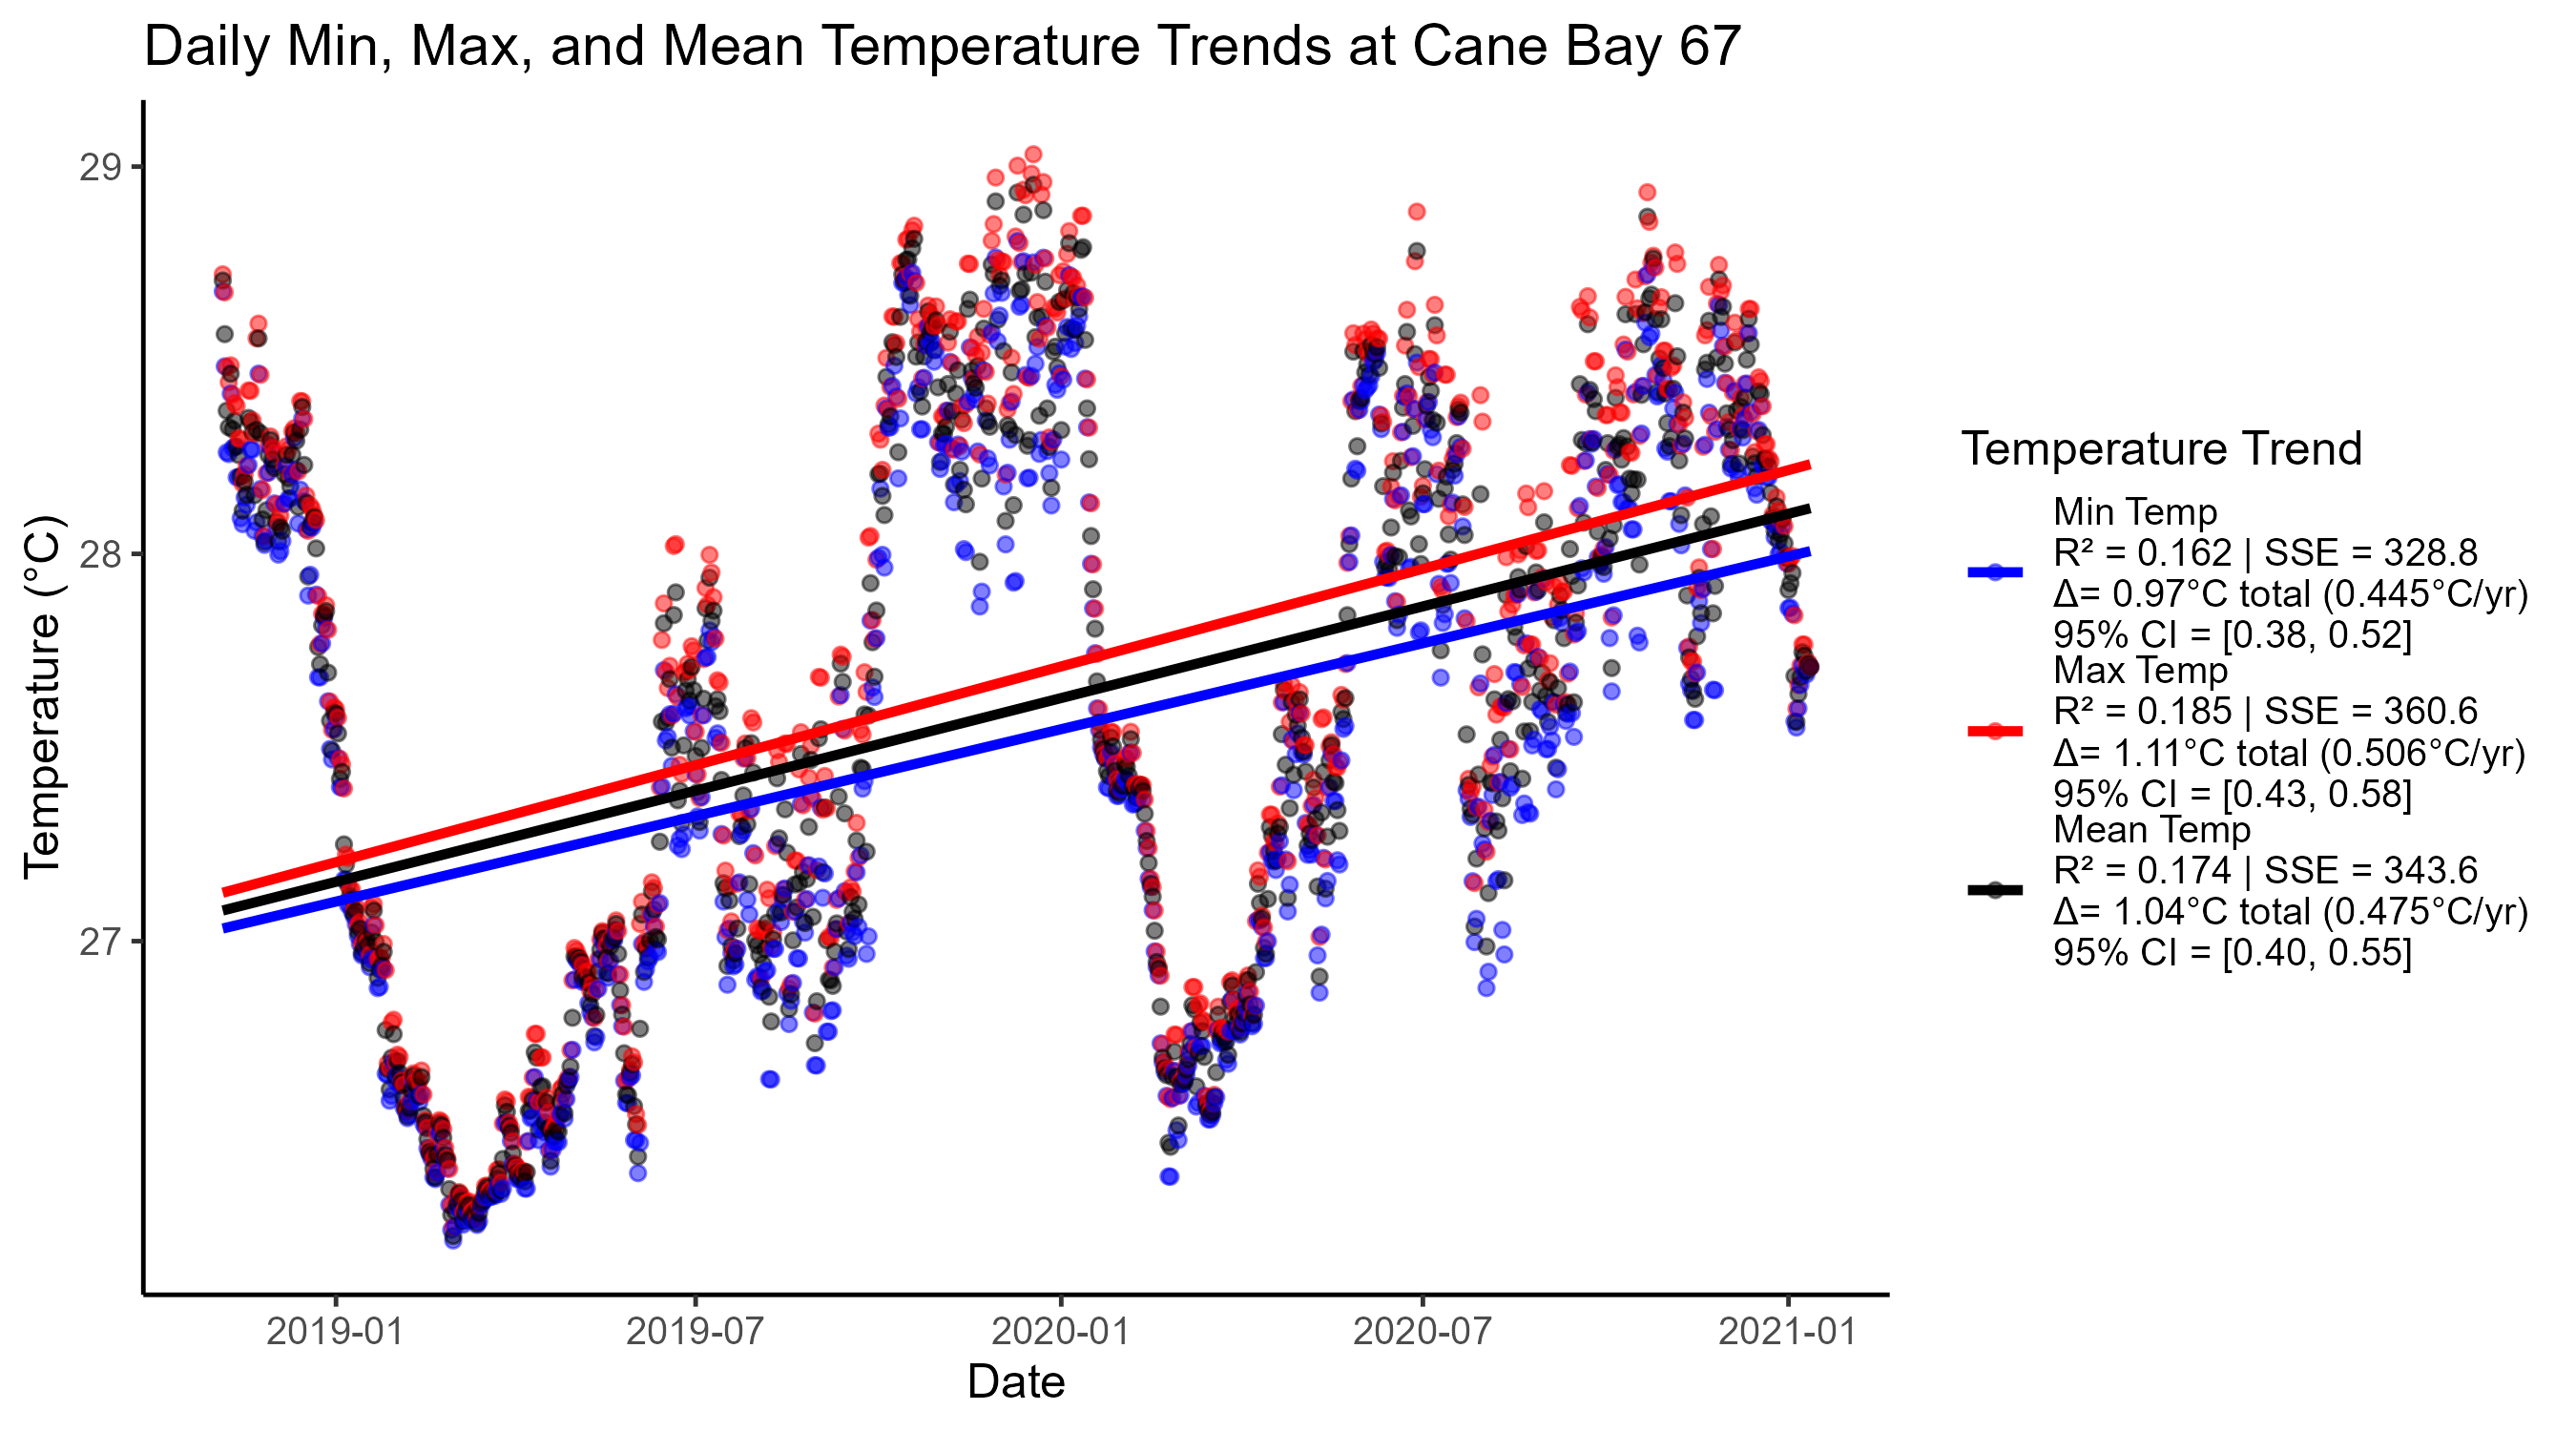 Daily Min, Max, and Mean Temperature Trends at Cane Bay 67
29
28
27
Temperature (°C)
2019-01
2019-07
2020-01
2020-07
2021-01
Date
Temperature Trend
Min Temp
R² = 0.162 | SSE = 328.8
Δ= 0.97°C total (0.445°C/yr)
95% CI = [0.38, 0.52]
Max Temp
R² = 0.185 | SSE = 360.6
Δ= 1.11°C total (0.506°C/yr)
95% CI = [0.43, 0.58]
Mean Temp
R² = 0.174 | SSE = 343.6
Δ= 1.04°C total (0.475°C/yr)
95% CI = [0.40, 0.55]